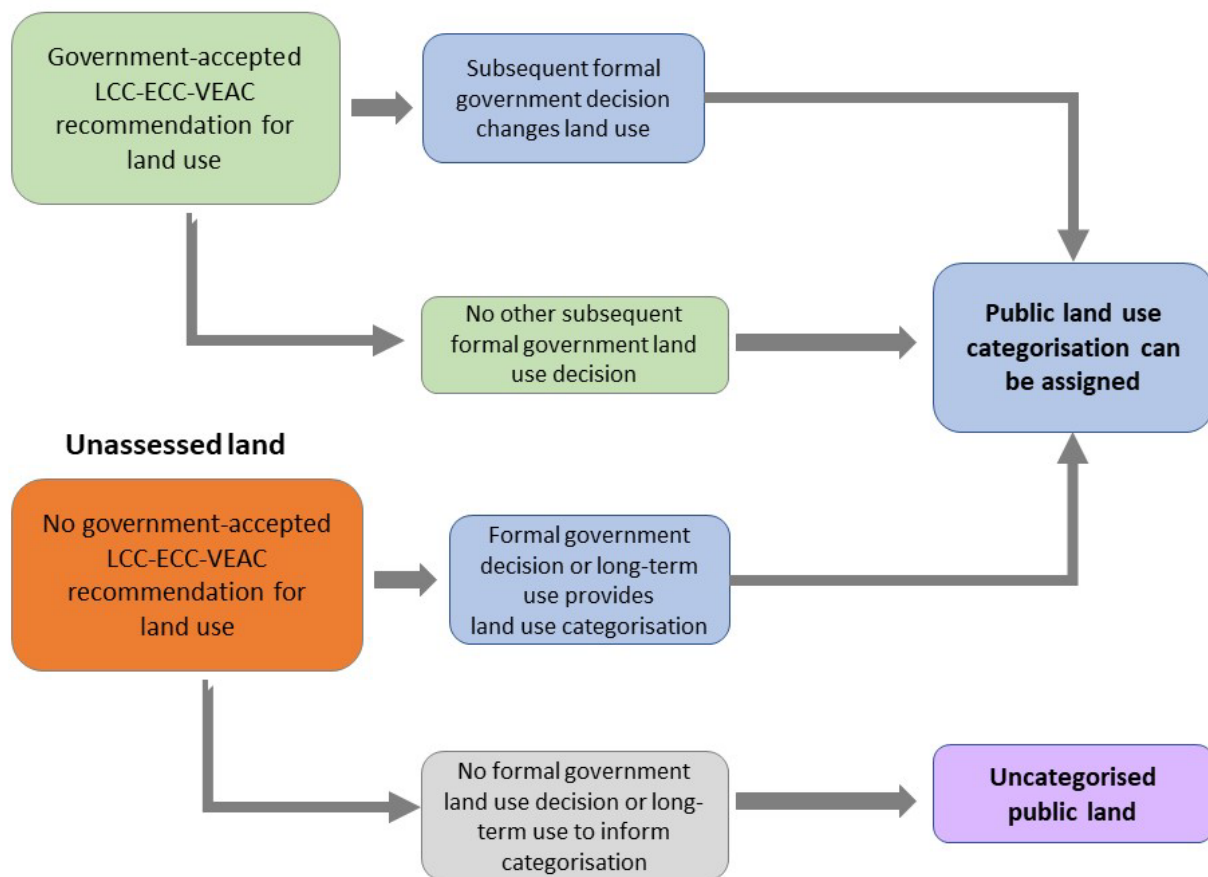 Government-accepted
LCC-ECC-VEAC
recommendation for
land use
Subsequent formal
government decision
changes land use
No other subsequent
formal government land
use decision
Public land use
categorisation can
be assigned
Unassessed land
No government-accepted
LCC-ECC-VEAC
recommendation for
land use
Formal government
decision or long-term
use provides
land use categorisation
No formal government
land use decision or long-
term use to inform
categorisation
Uncategorised
public land